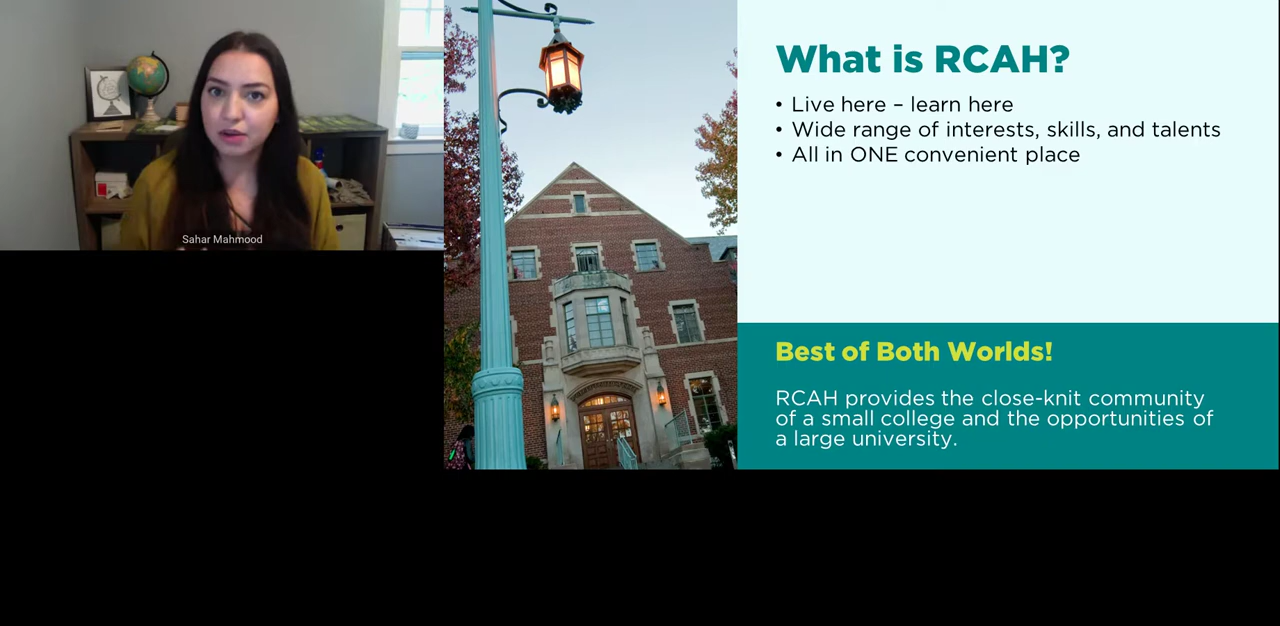 Sahar Mahmood
What is RCAH?
• Live here – learn here
• Wide range of interests, skills, and talents
• All in ONE convenient place
Best of Both Worlds!
RCAH provides the close-knit community
of a small college and the opportunities of
a large university.